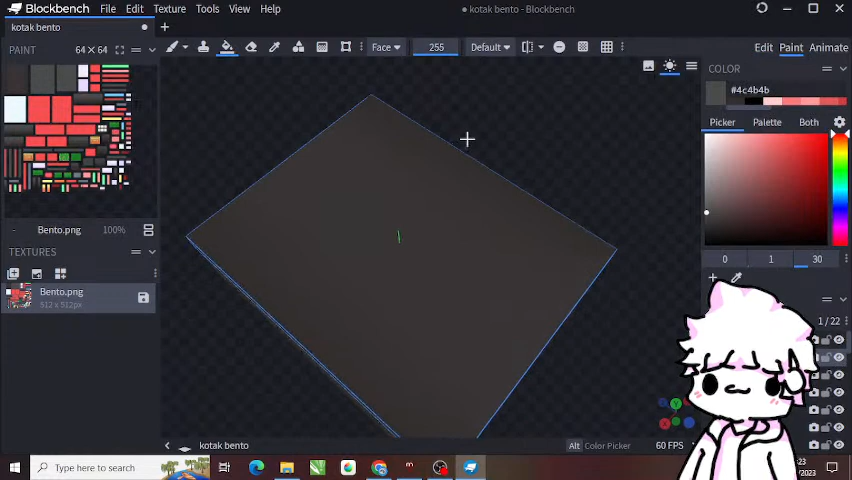 Blockbench
File
Edit
Texture
Tools
View
Help
kotak bento - Blockbench
kotak bento
PAINT
64 × 64
Face
255
Default
Edit
Paint
Animate
COLOR
#4c4b4b
Picker
Palette
Both
0
1
30
Bento.png
100%
TEXTURES
Bento.png
512 x 512px
1 / 22
kotak bento
Alt
Color Picker
60 FPS
Type here to search